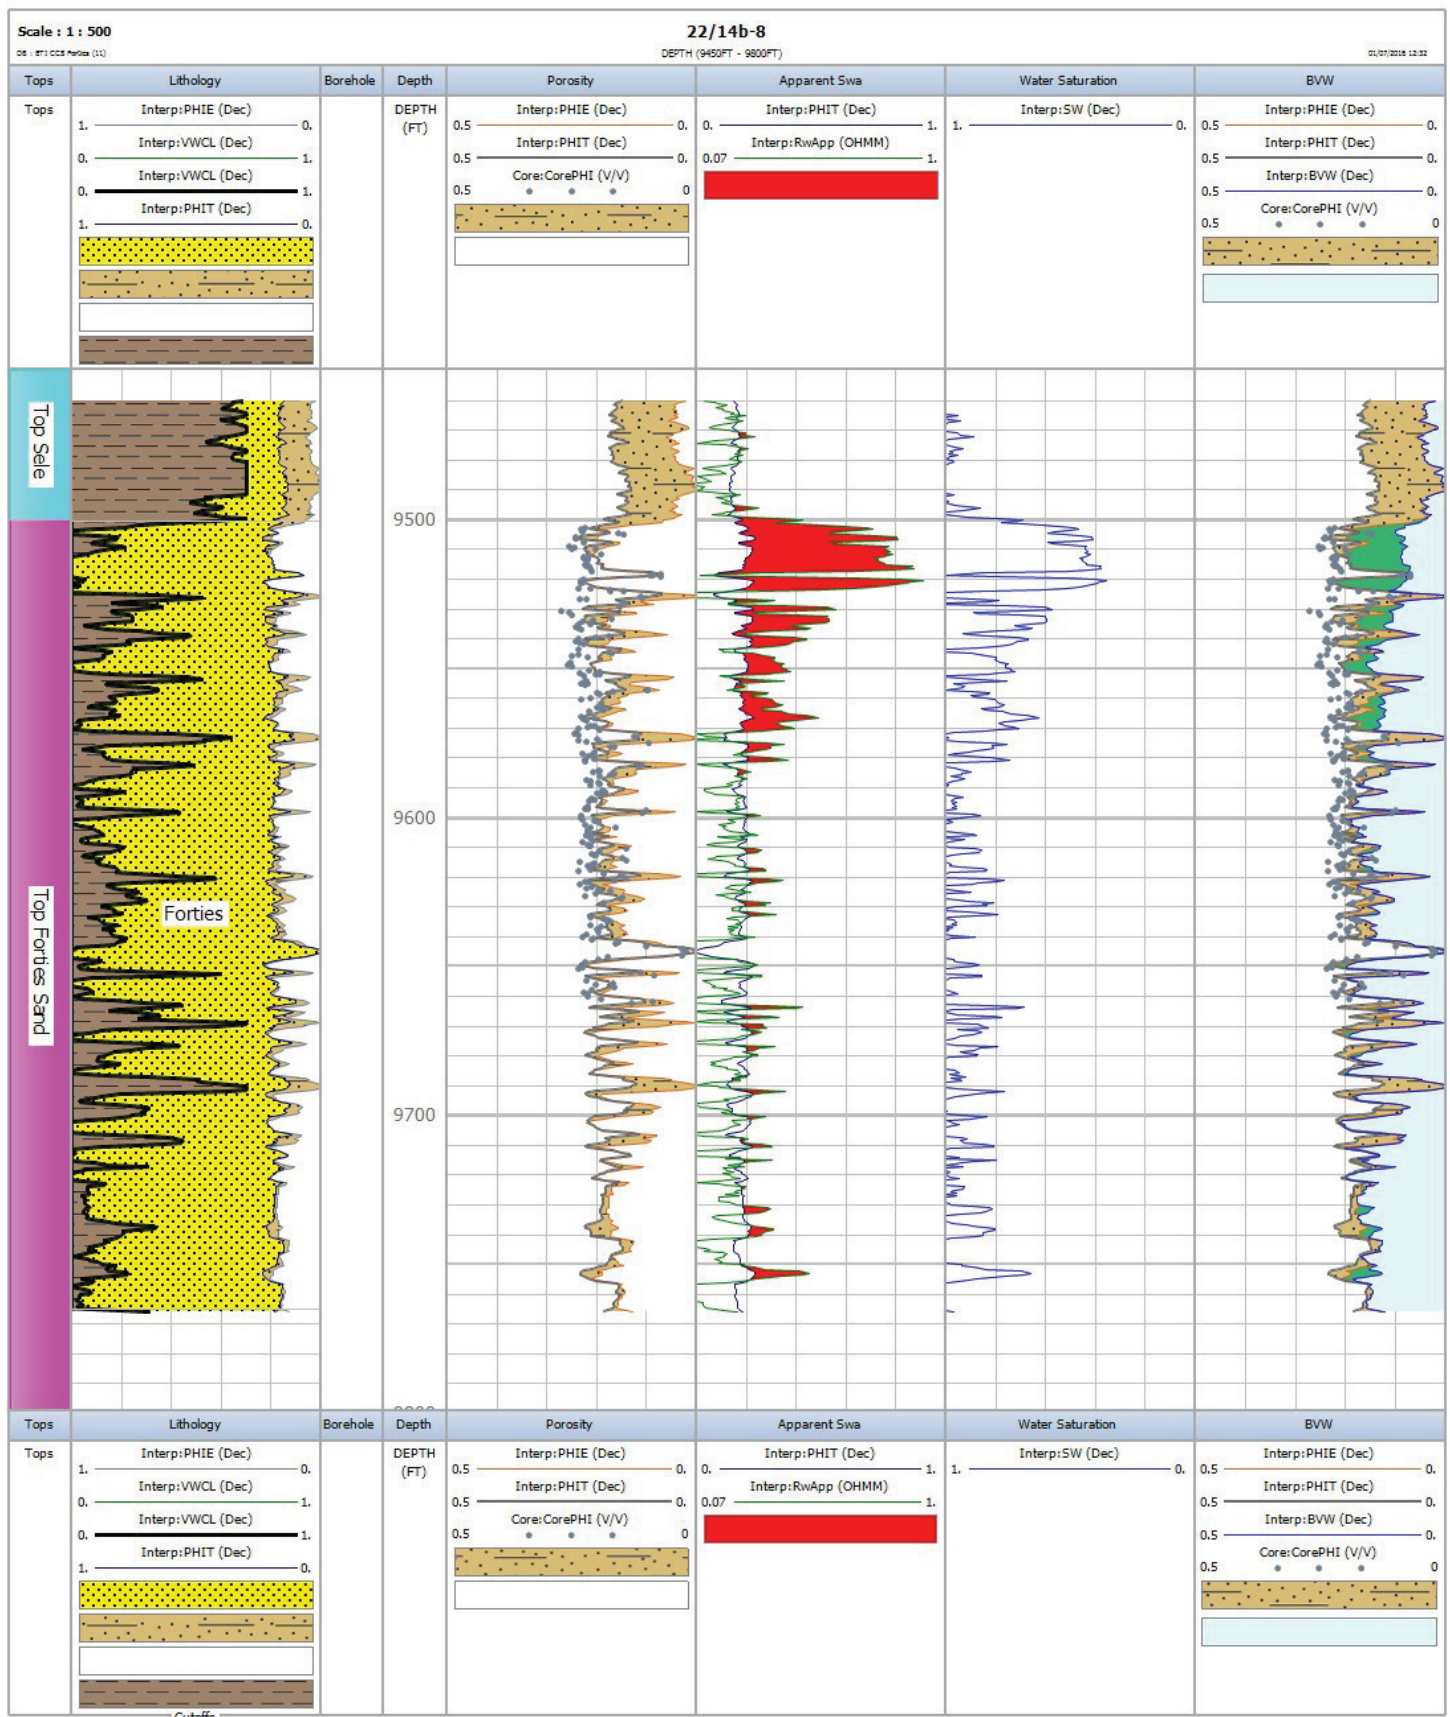 Scale : 1 : 500
22/14b-8
DB : ETI CCS Forties (11)
DEPTH (9450FT - 9800FT)
01/07/2016 12:32
Tops Lithology Borehole Depth Porosity Apparent Swa Water Saturation BVW
Tops
Interp:PHIE (Dec)
1. 0.
Interp:VWCL (Dec)
0. 1.
Interp:VWCL (Dec)
0. 1.
Interp:PHIT (Dec)
1. 0.
DEPTH
(FT)
Interp:PHIE (Dec)
0.5 0.
Interp:PHIT (Dec)
0.5 0.
Core:CorePHI (V/V)
0.5 0
Interp:PHIT (Dec)
0. 1.
Interp:RwApp (OHMM)
0.07 1.
Interp:SW (Dec)
1. 0.
Interp:PHIE (Dec)
0.5 0.
Interp:PHIT (Dec)
0.5 0.
Interp:BVW (Dec)
0.5 0.
Core:CorePHI (V/V)
0.5 0
Top Sele
Top Forties Sand
Forties
9500
9600
9700
Tops Lithology Borehole Depth Porosity Apparent Swa Water Saturation BVW
Tops
Interp:PHIE (Dec)
1. 0.
Interp:VWCL (Dec)
0. 1.
Interp:VWCL (Dec)
0. 1.
Interp:PHIT (Dec)
1. 0.
DEPTH
(FT)
Interp:PHIE (Dec)
0.5 0.
Interp:PHIT (Dec)
0.5 0.
Core:CorePHI (V/V)
0.5 0
Interp:PHIT (Dec)
0. 1.
Interp:RwApp (OHMM)
0.07 1.
Interp:SW (Dec)
1. 0.
Interp:PHIE (Dec)
0.5 0.
Interp:PHIT (Dec)
0.5 0.
Interp:BVW (Dec)
0.5 0.
Core:CorePHI (V/V)
0.5 0